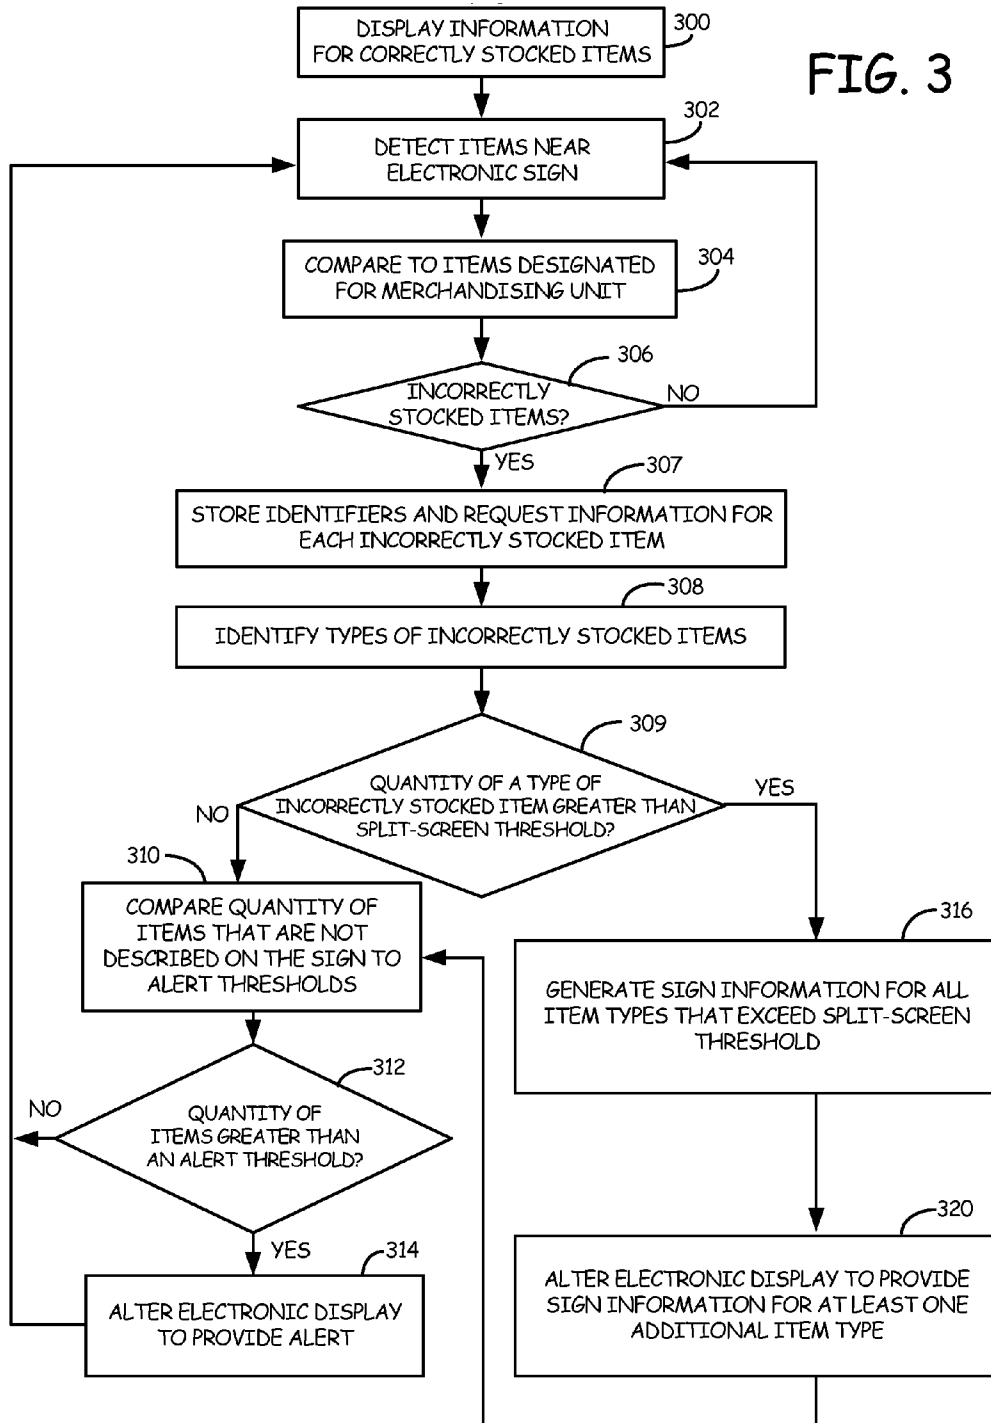 DISPLAY INFORMATION
FOR CORRECTLY STOCKED ITEMS
300
FIG. 3
302
DETECT ITEMS NEAR
ELECTRONIC SIGN
COMPARE TO ITEMS DESIGNATED
FOR MERCHANDISING UNIT
304
306
INCORRECTLY
STOCKED ITEMS?
NO
YES
307
STORE IDENTIFIERS AND REQUEST INFORMATION FOR
EACH INCORRECTLY STOCKED ITEM
308
IDENTIFY TYPES OF INCORRECTLY STOCKED ITEMS
309
QUANTITY OF A TYPE OF
INCORRECTLY STOCKED ITEM GREATER THAN
SPLIT-SCREEN THRESHOLD?
YES
NO
310
COMPARE QUANTITY OF
ITEMS THAT ARE NOT
DESCRIBED ON THE SIGN TO
ALERT THRESHOLDS
316
GENERATE SIGN INFORMATION FOR ALL
ITEM TYPES THAT EXCEED SPLIT-SCREEN
THRESHOLD
312
NO
QUANTITY OF
ITEMS GREATER THAN
AN ALERT THRESHOLD?
YES
314
ALTER ELECTRONIC DISPLAY
TO PROVIDE ALERT
320
ALTER ELECTRONIC DISPLAY TO PROVIDE
SIGN INFORMATION FOR AT LEAST ONE
ADDITIONAL ITEM TYPE